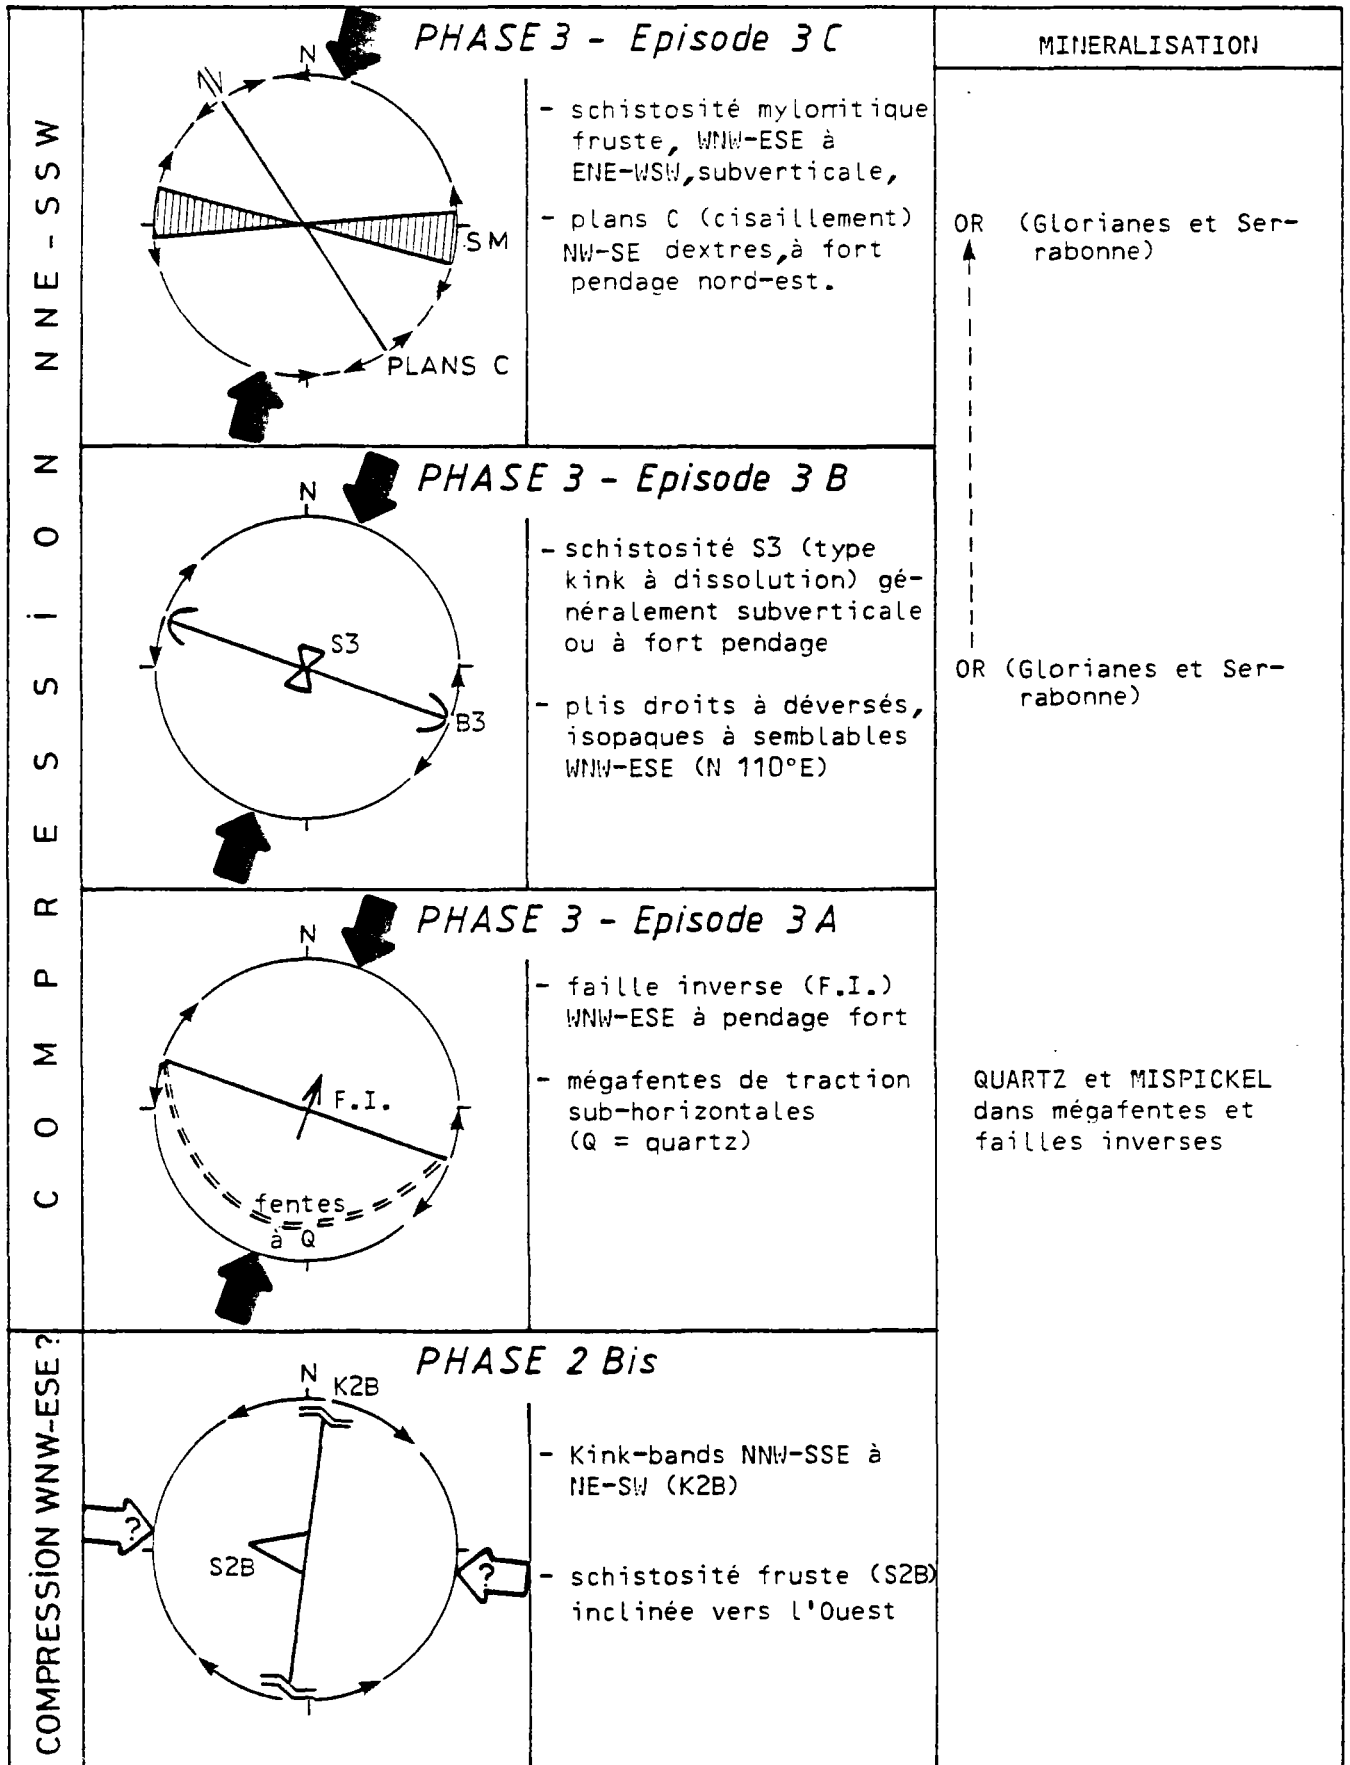 COMPRESSiON NNE-SSW
PHASE 3 - Episode 3 C
MINERALISATION
N
SM
PLANS C
- schistosité mylonitique
fruste, WNW-ESE à
ENE-WSW, subverticale,
- plans C (cisaillement)
NW-SE dextres, à fort
pendage nord-est.
OR (Glorianes et Ser-
rabonne)
PHASE 3 - Episode 3 B
N
S3
B3
- schistosité S3 (type
kink à dissolution) gé-
néralement subverticale
ou à fort pendage
- plis droits à déversés,
isopaques à semblables
WNW-ESE (N 110°E)
OR (Glorianes et Ser-
rabonne)
PHASE 3 - Episode 3 A
N
F.I.
fentes
à Q
- faille inverse (F.I.)
WNW-ESE à pendage fort
- mégafentes de traction
sub-horizontales
(Q = quartz)
QUARTZ et MISPICKEL
dans mégafentes et
failles inverses
COMPRESSiON WNW-ESE?
PHASE 2 Bis
N
K2B
?
S2B
?
- Kink-bands NNW-SSE à
NE-SW (K2B)
- schistosité fruste (S2B)
inclinée vers l'Ouest